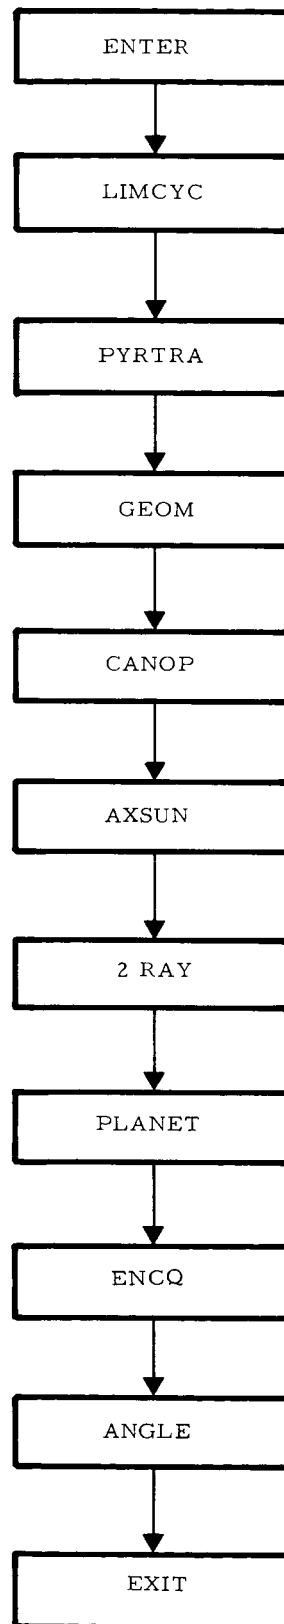 ENTER
LIMCYC
PYRTRA
GEOM
CANOP
AXSUN
2 RAY
PLANET
ENCQ
ANGLE
EXIT